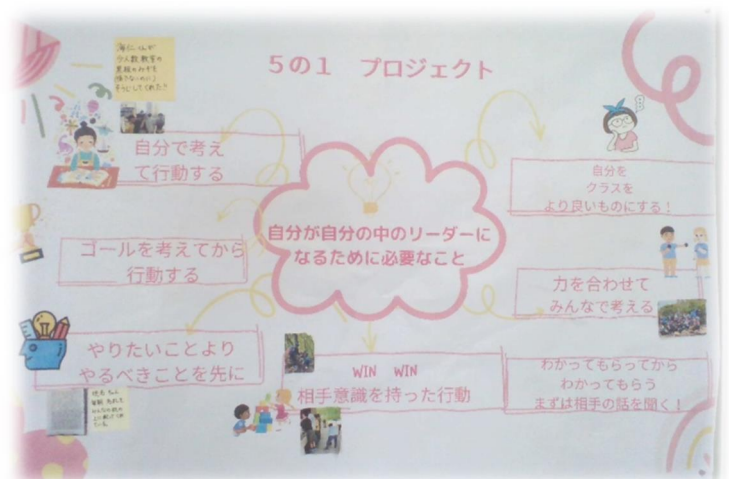 5の1 プロジェクト
自分で考え
て行動する
自分が自分の中のリーダーに
なるために必要なこと
自分を
クラスを
より良いものにする!
ゴールを考えてから
行動する
力を合わせて
みんなで考える
やりたいことより
やるべきことを先に
WIN WIN
相手意識を持った行動
わかってもらってから
わかってもらう
まずは相手の話を聞く!